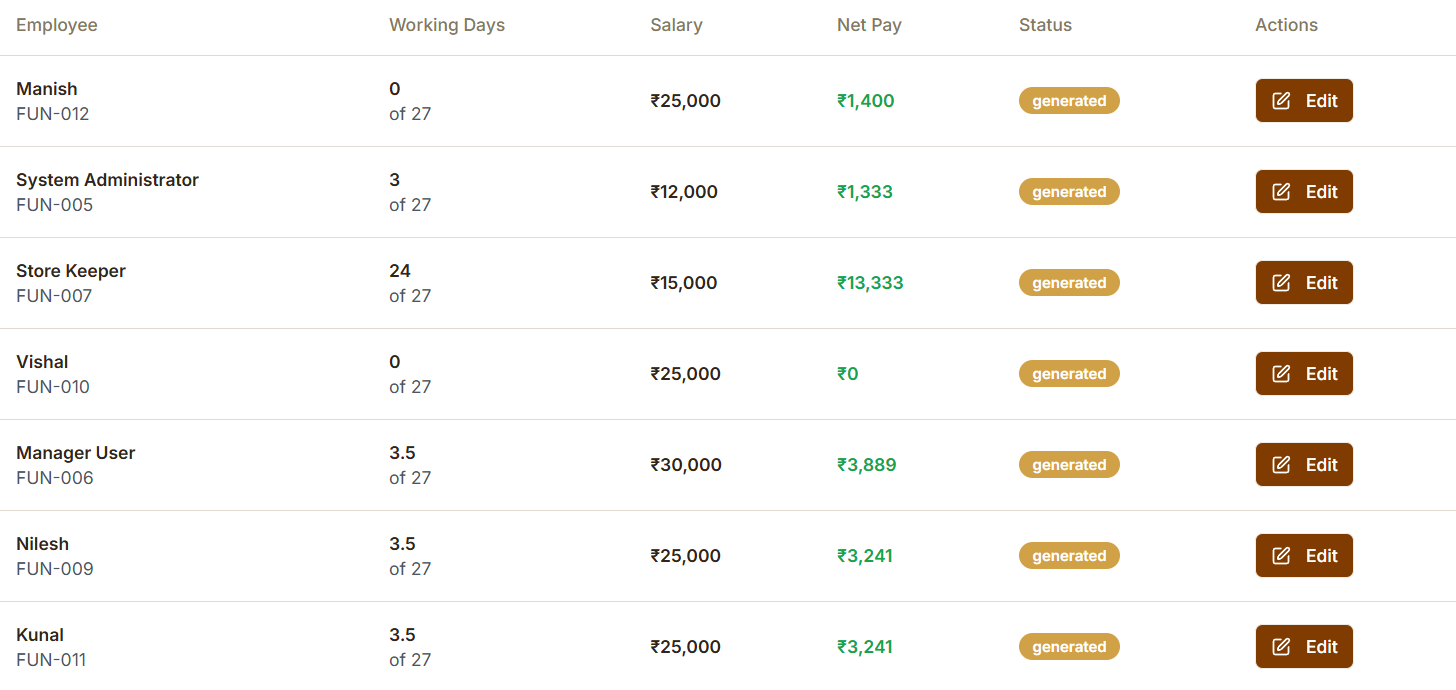 Employee Working Days Salary Net Pay Status Actions
Manish
FUN-012
0
of 27
₹25,000
₹1,400
generated
Edit
System Administrator
FUN-005
3
of 27
₹12,000
₹1,333
generated
Edit
Store Keeper
FUN-007
24
of 27
₹15,000
₹13,333
generated
Edit
Vishal
FUN-010
0
of 27
₹25,000
₹0
generated
Edit
Manager User
FUN-006
3.5
of 27
₹30,000
₹3,889
generated
Edit
Nilesh
FUN-009
3.5
of 27
₹25,000
₹3,241
generated
Edit
Kunal
FUN-011
3.5
of 27
₹25,000
₹3,241
generated
Edit